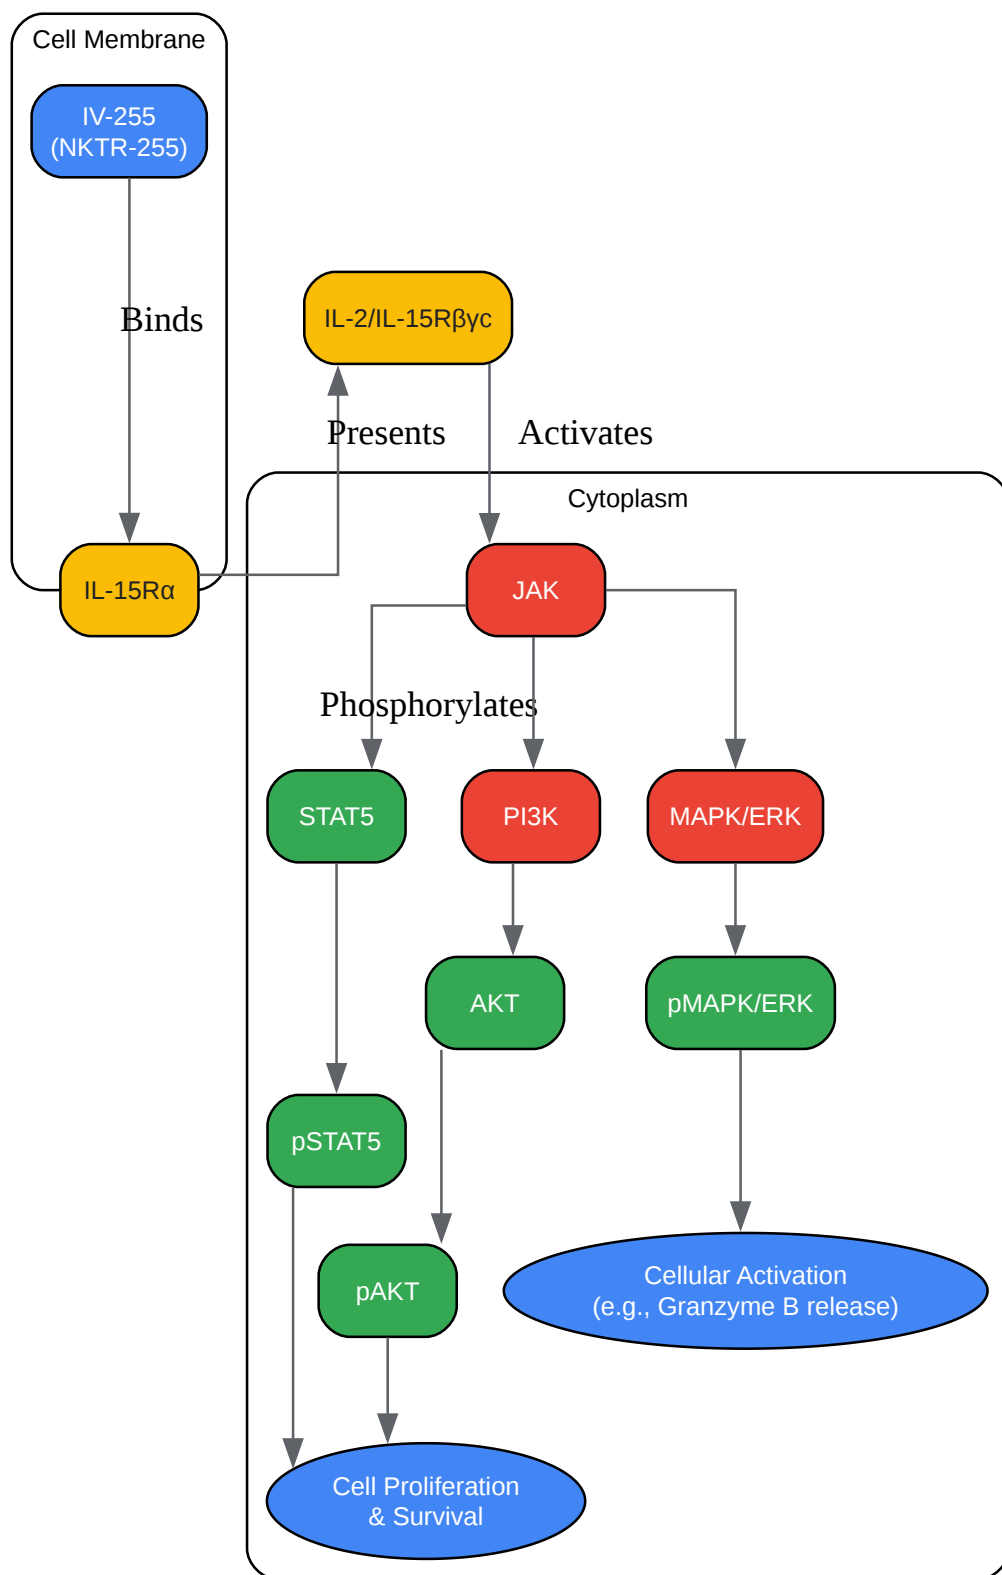 Cell Membrane
IV-255
(NKTR-255)
Binds
IL-2/IL-15Rβγc
Presents
Activates
Cytoplasm
IL-15Rα
JAK
Phosphorylates
STAT5
PI3K
MAPK/ERK
AKT
pMAPK/ERK
pSTAT5
pAKT
Cellular Activation
(e.g., Granzyme B release)
Cell Proliferation
& Survival